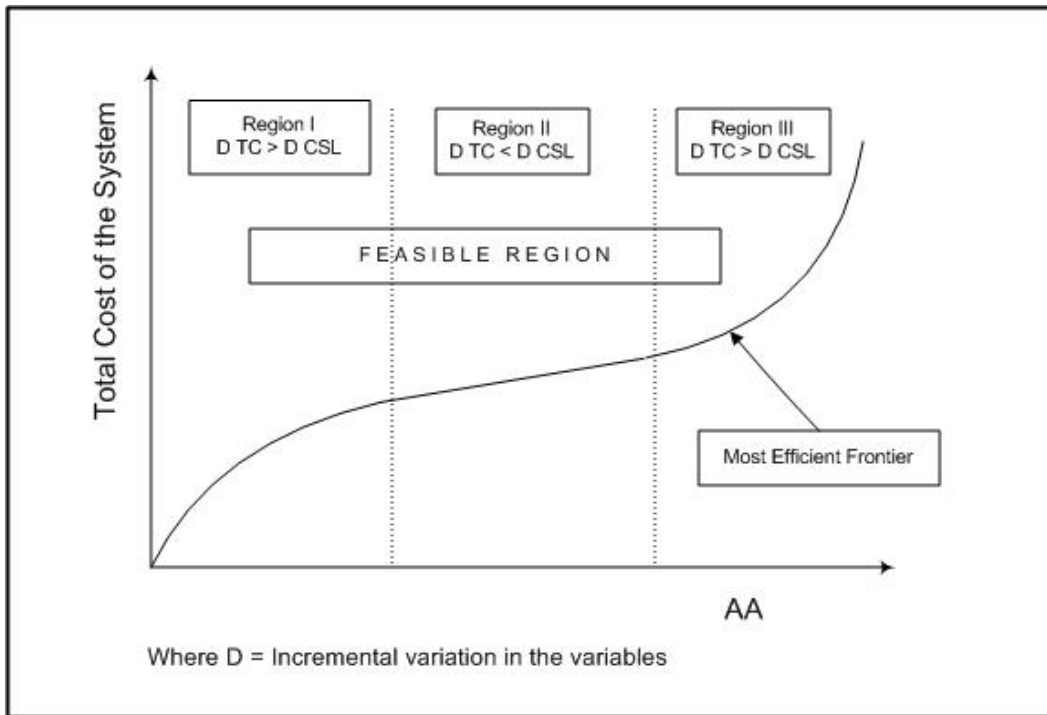 Total Cost of the System
Region I
D TC > D CSL
Region II
D TC < D CSL
Region III
D TC > D CSL
FEASIBLE REGION
Most Efficient Frontier
AA
Where D = Incremental variation in the variables